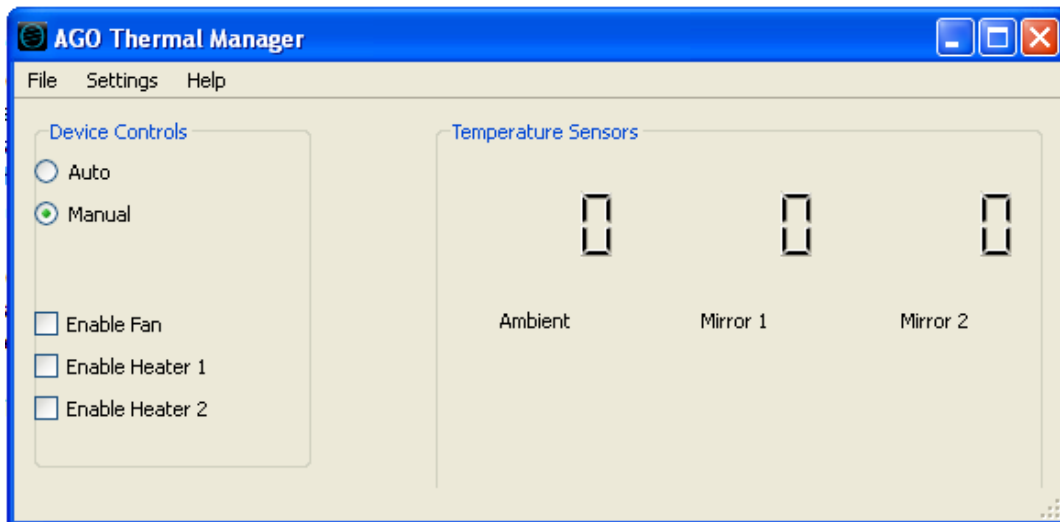 AGO Thermal Manager
File Settings Help
Device Controls
Auto
Manual
Enable Fan
Enable Heater 1
Enable Heater 2
Temperature Sensors
0 0 0
Ambient Mirror 1 Mirror 2